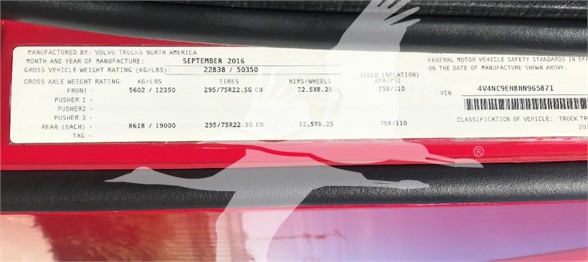 MANUFACTURED BY: VOLVO TRUCKS NORTH AMERICA
MONTH AND YEAR OF MANUFACTURE: SEPTEMBER 2016
GROSS VEHICLE WEIGHT RATING (KG/LBS): 22838 / 50350
GROSS AXLE WEIGHT RATING: KG/LBS TIRES RIMS/WHEELS (COLD INFLATION) KPA/PSI
FRONT - 5602 / 12350 295/75R22.5G CO 22.5X8.25 758/110
PUSHER 1 -
PUSHER2 -
PUSHER 3 -
REAR (EACH) - 8618 / 19000 295/75R22.5G CO 22.5X8.25 758/110
TAG -
FEDERAL MOTOR VEHICLE SAFETY STANDARDS IN EFF
ON THE DATE OF MANUFACTURE SHOWN ABOVE.
VIN 4V4NC9EH8HN965871
CLASSIFICATION OF VEHICLE: TRUCK TR
20
®